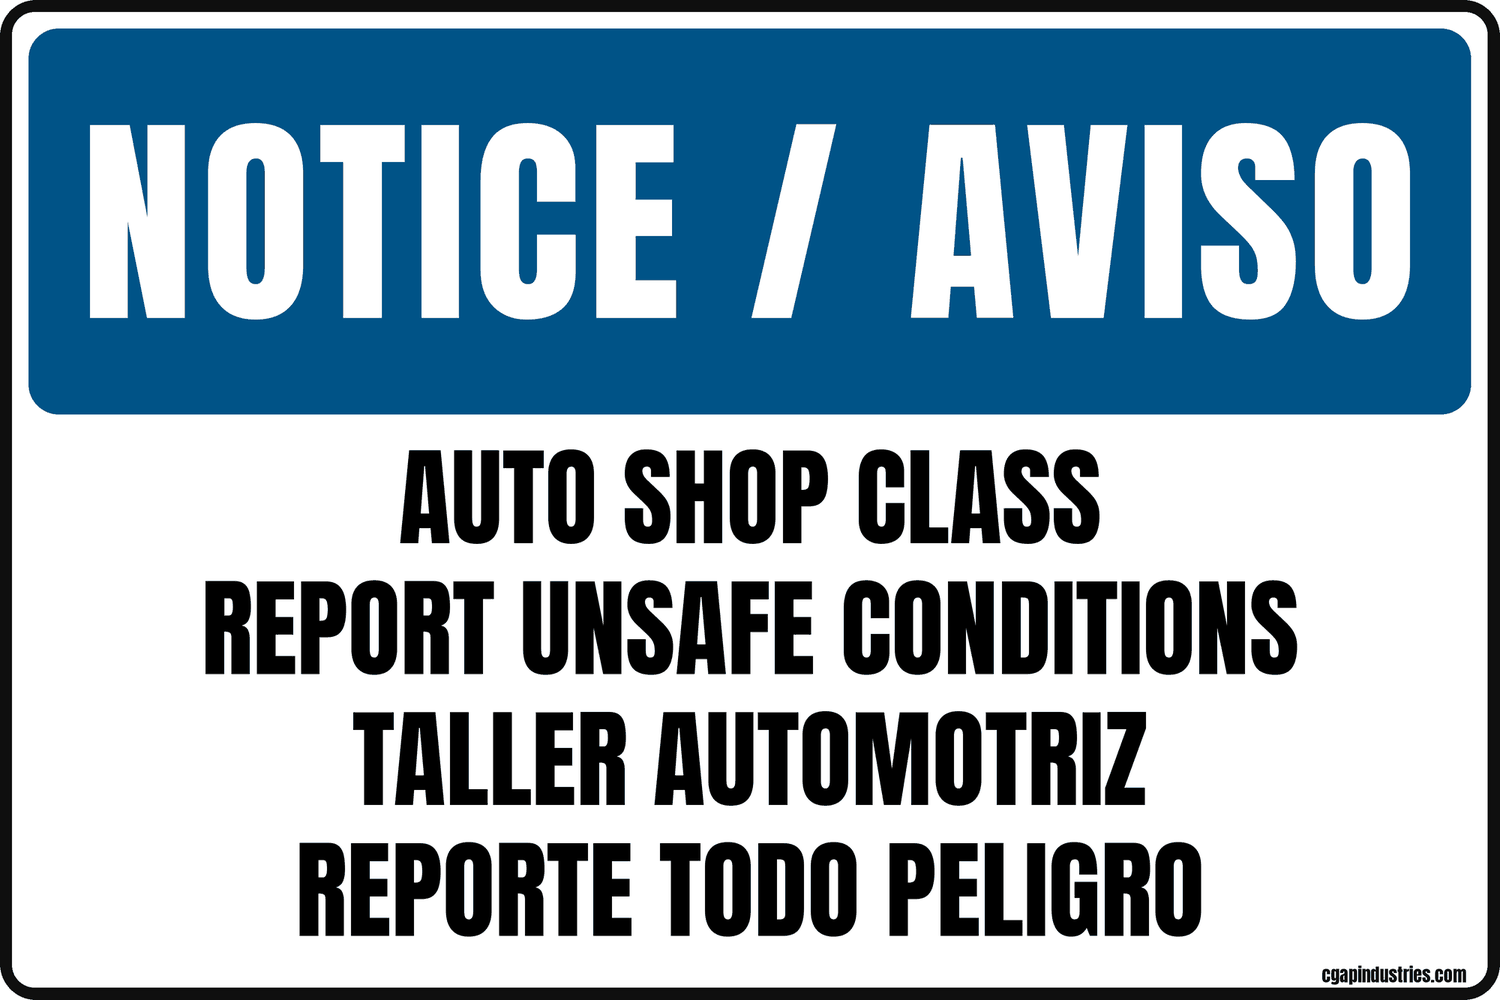 NOTICE / AVISO
AUTO SHOP CLASS
REPORT UNSAFE CONDITIONS
TALLER AUTOMOTRIZ
REPORTE TODO PELIGRO
cgapindustries.com